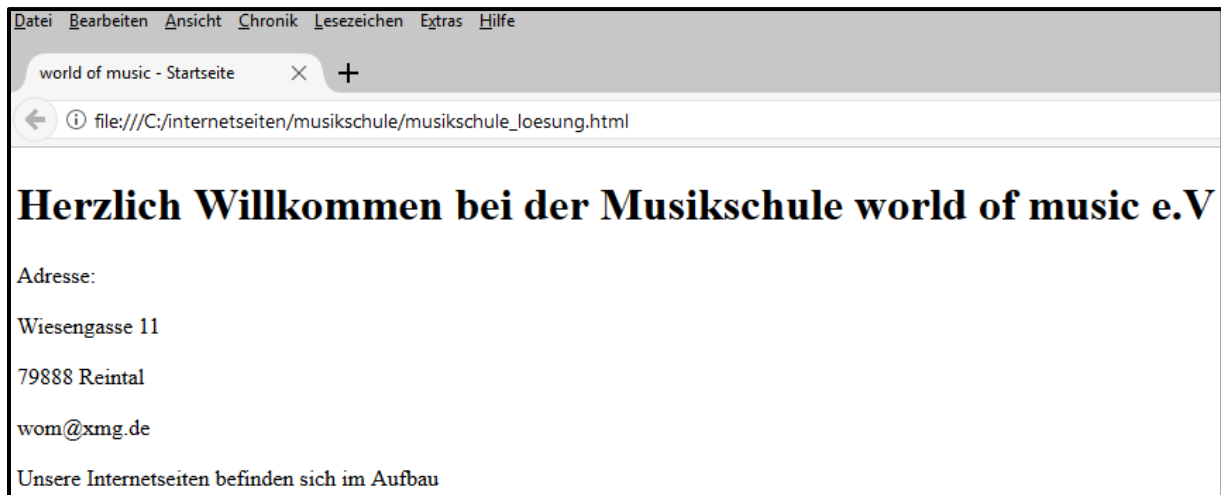 Datei Bearbeiten Ansicht Chronik Lesezeichen Extras Hilfe
world of music - Startseite
file:///C:/internetseiten/musikschule/musikschule_loesung.html
Herzlich Willkommen bei der Musikschule world of music e.V
Adresse:
Wiesengasse 11
79888 Reintal
wom@xmg.de
Unsere Internetseiten befinden sich im Aufbau